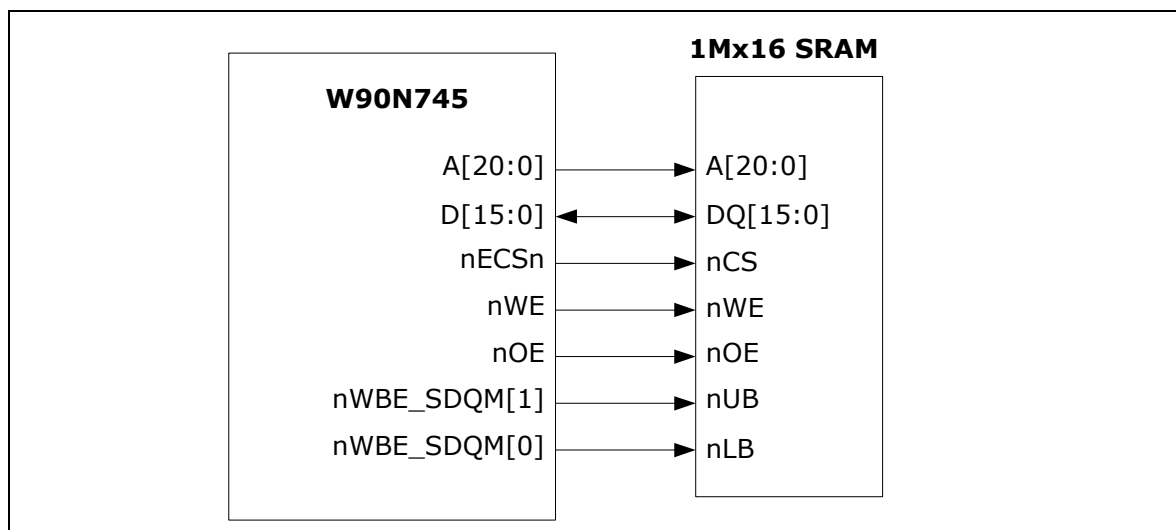 1Mx16 SRAM
W90N745
A[20:0] A[20:0]
D[15:0] DQ[15:0]
nECSn nCS
nWE nWE
nOE nOE
nWBE_SDQM[1] nUB
nWBE_SDQM[0] nLB